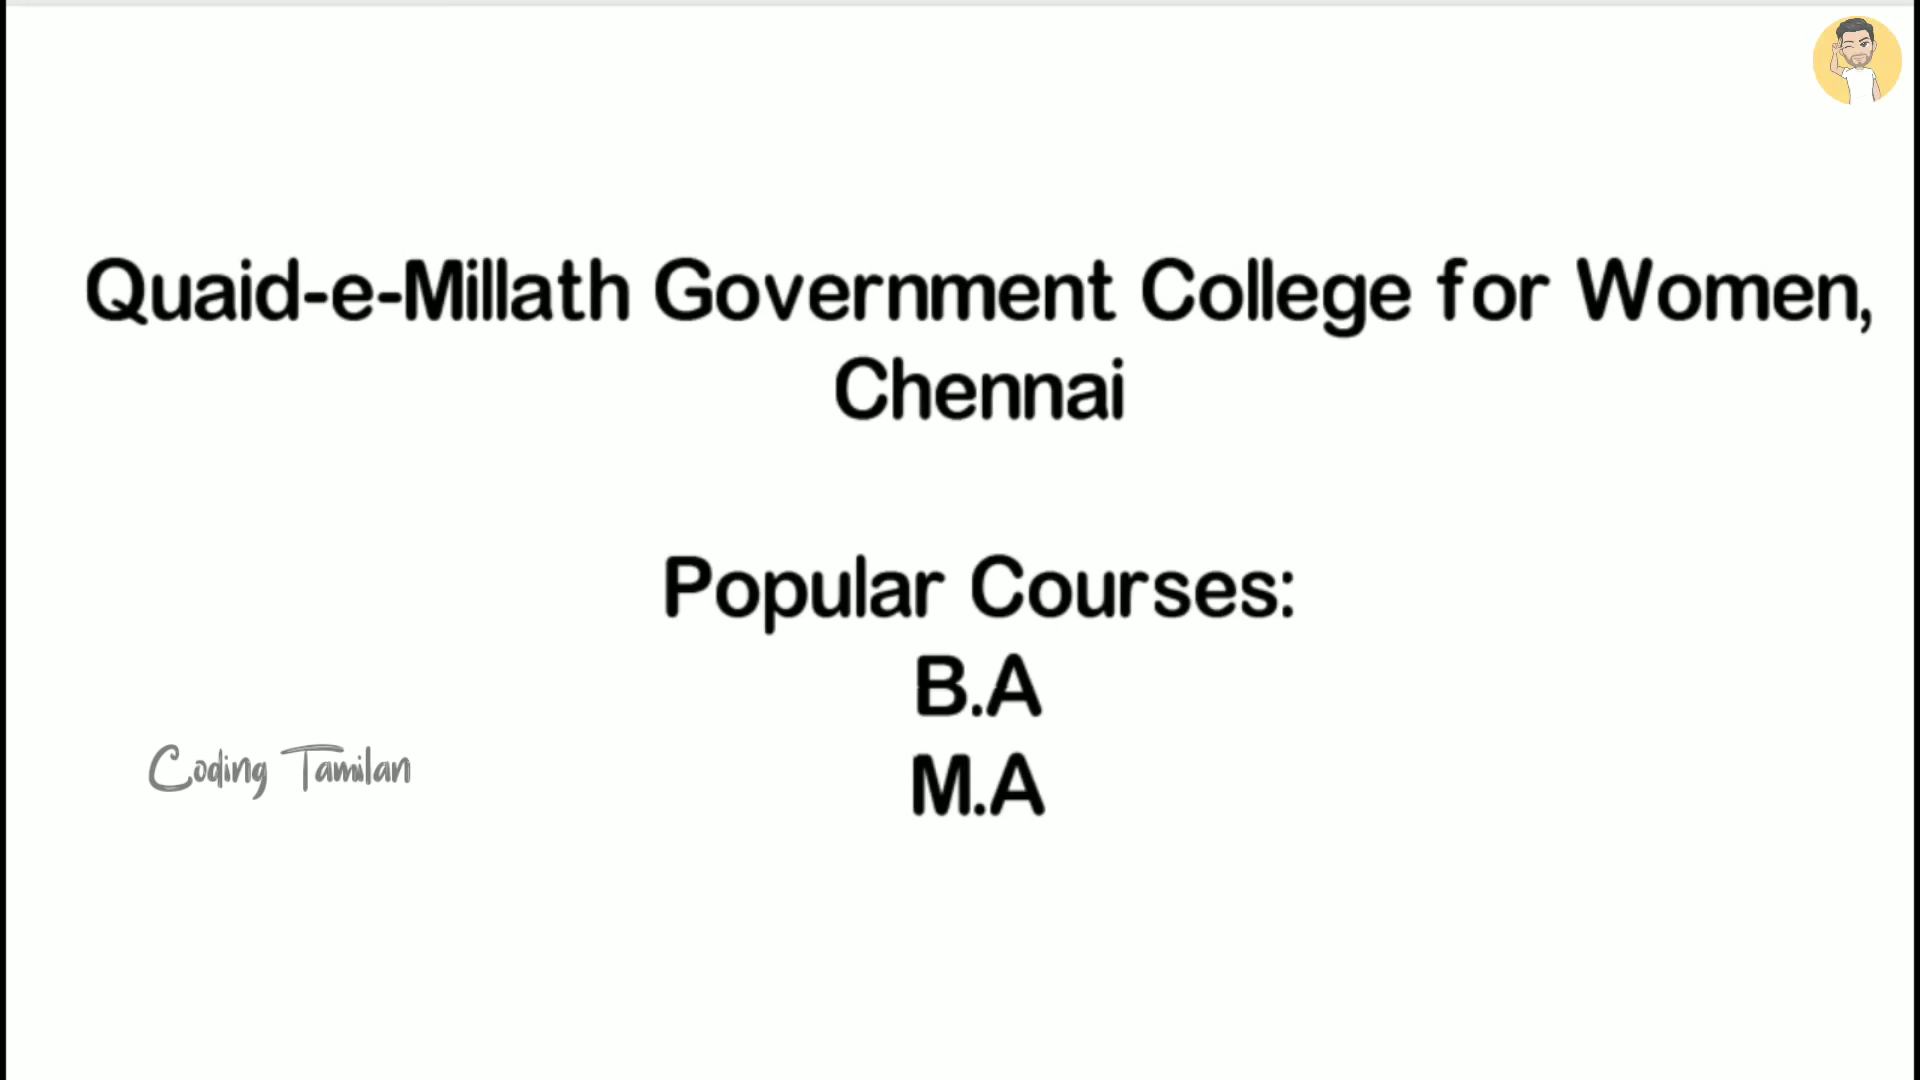 Quaid-e-Millath Government College for Women,
Chennai
Popular Courses:
B.A
M.A
Coding Tamilan